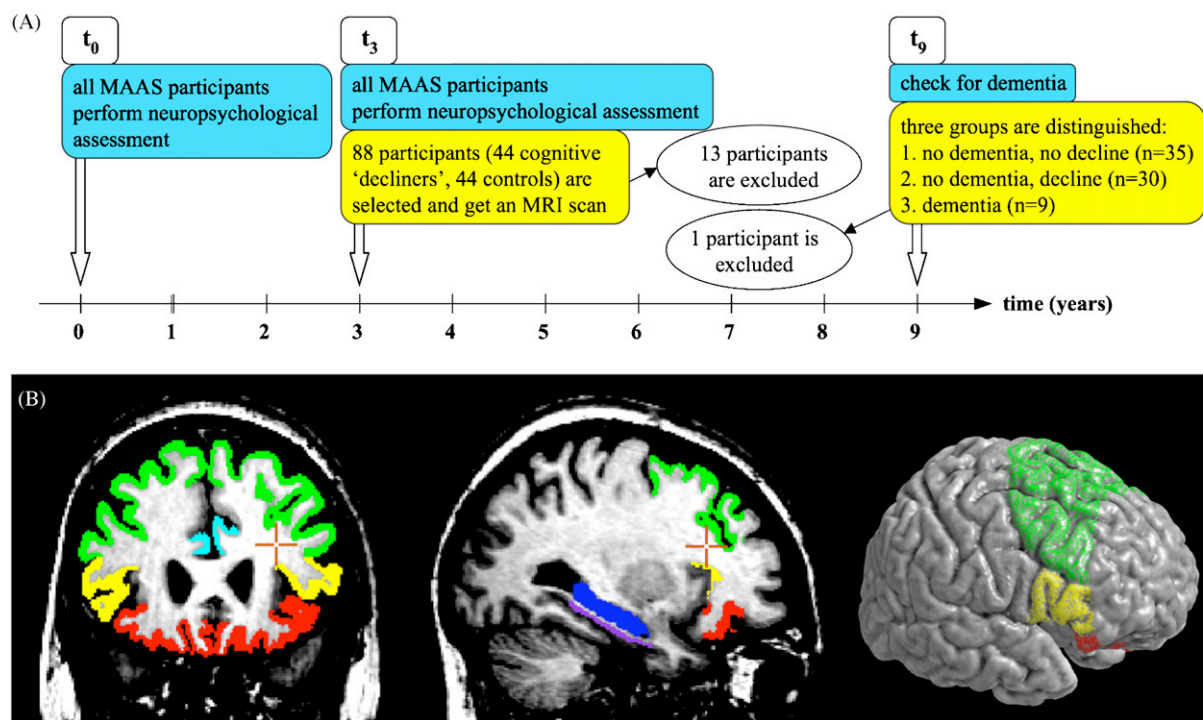 (A)
t0
all MAAS participants
perform neuropsychological
assessment
t3
all MAAS participants
perform neuropsychological assessment
88 participants (44 cognitive
‘decliners’, 44 controls) are
selected and get an MRI scan
13 participants
are excluded
1 participant is
excluded
t9
check for dementia
three groups are distinguished:
1. no dementia, no decline (n=35)
2. no dementia, decline (n=30)
3. dementia (n=9)
0 1 2 3 4 5 6 7 8 9 time (years)
(B)